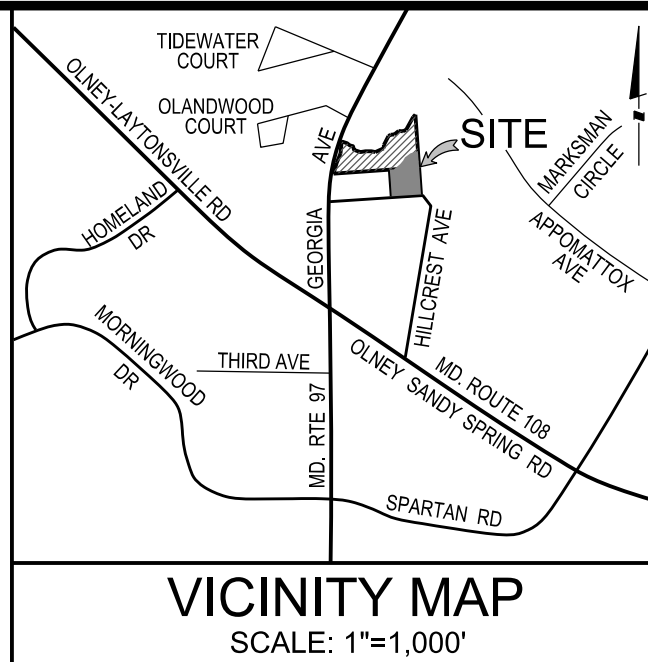 TIDEWATER
COURT
OLNEY-LAYTONSVILLE RD
OLANDWOOD
COURT
AVE
SITE
MARKSMAN
CIRCLE
HOMELAND
DR
GEORGIA
HILLCREST AVE
APPOMATTOX
AVE
MORNINGWOOD
DR
THIRD AVE
MD. RTE 97
MD. ROUTE 108
OLNEY SANDY SPRING RD
SPARTAN RD
VICINITY MAP
SCALE: 1"=1,000'